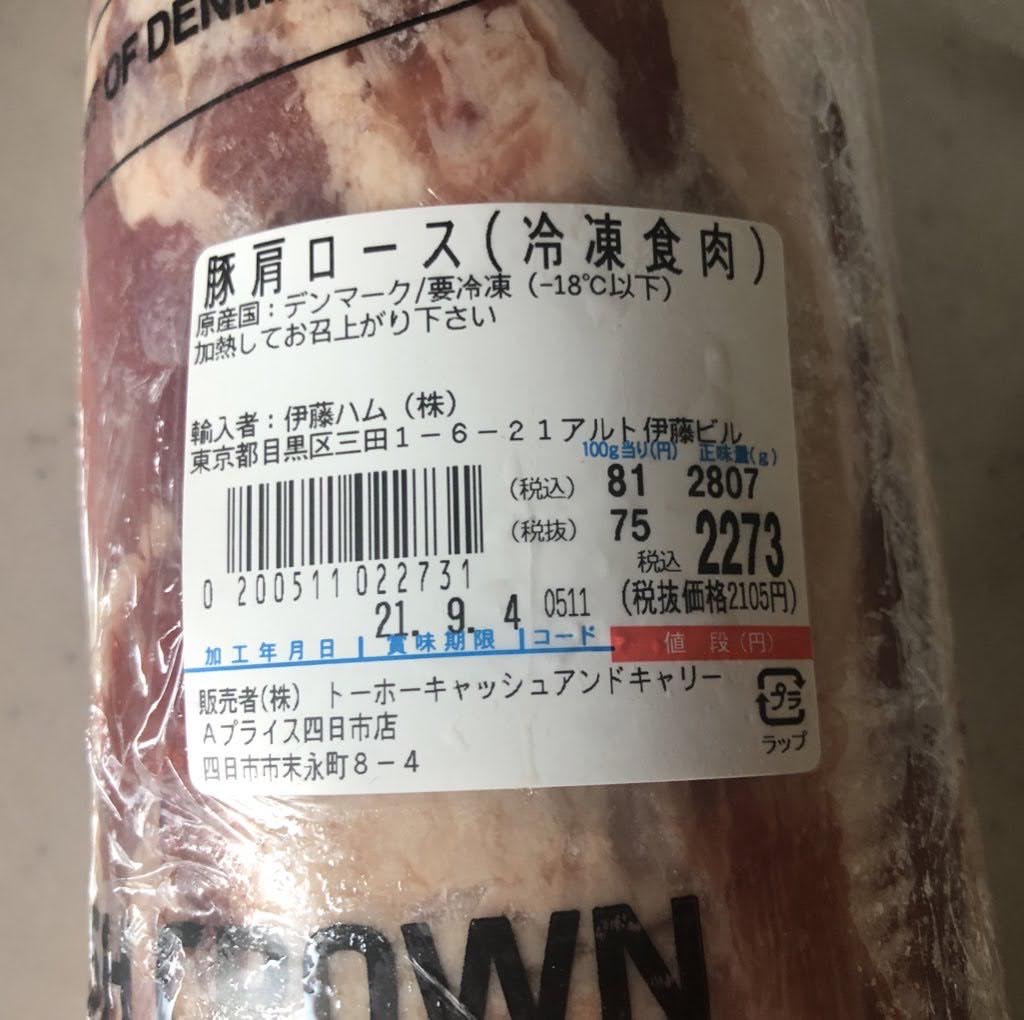 OF DENM
豚肩ロース(冷凍食肉)
原産国：デンマーク/要冷凍（-18℃以下）
加熱してお召上がり下さい
輸入者：伊藤ハム（株）
東京都目黒区三田１－６－２１アルト伊藤ビル
100g当り(円) 正味量(g)
(税込) 81 2807
(税抜) 75
税込 2273
(税抜価格2105円)
0 200511 022731
21. 9. 4 0511
加工年月日 賞味期限 コード 値段(円)
販売者(株) トーホーキャッシュアンドキャリー
Ａプライス四日市店
四日市市末永町８－４
プラ
ラップ
CROWN